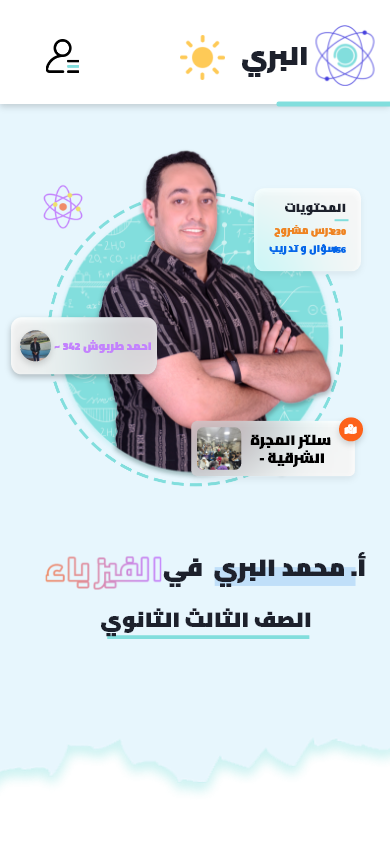 البري
المحتويات
230 درس مشروح
سؤال و تدريب
احمد طربوش 342 ~
سنتر المجرة
الشرقية -
أ. محمد البري في الفيزياء
الصف الثالث الثانوي